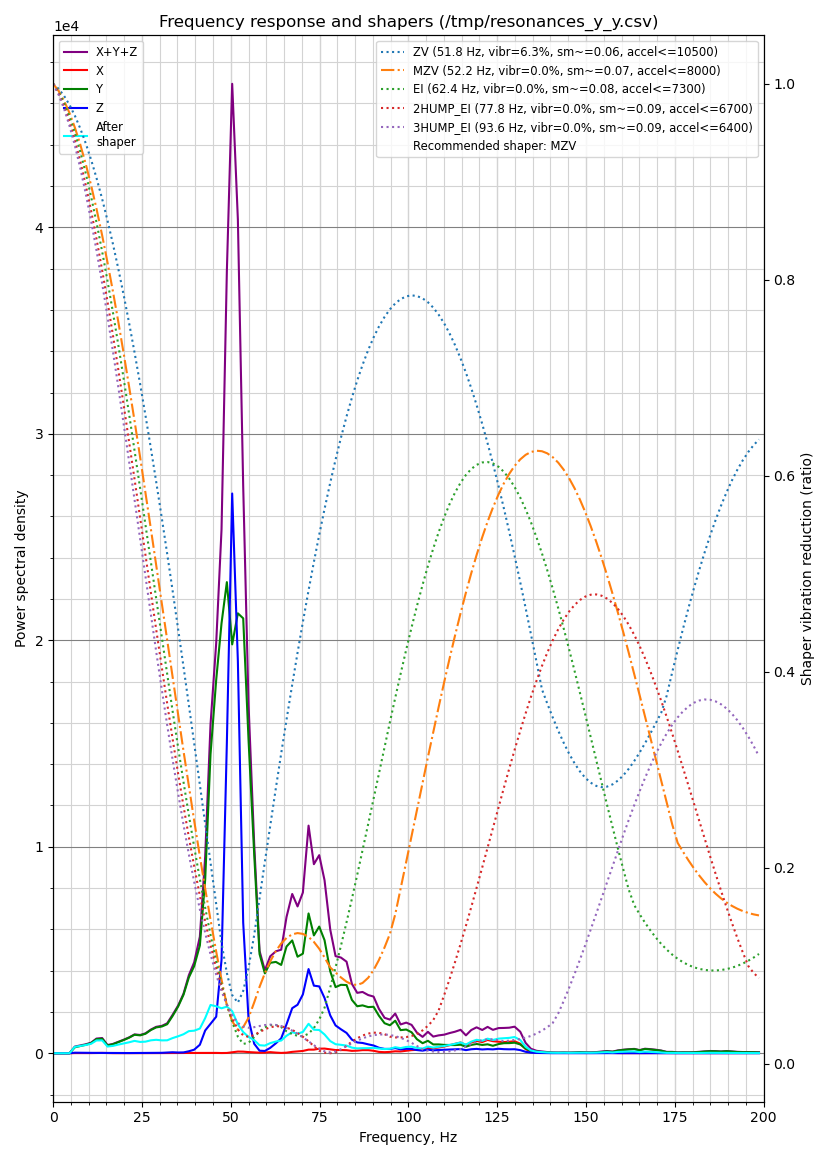 Frequency response and shapers (/tmp/resonances_y_y.csv)
1e4
X+Y+Z
X
Y
Z
After
shaper
ZV (51.8 Hz, vibr=6.3%, sm~=0.06, accel<=10500)
MZV (52.2 Hz, vibr=0.0%, sm~=0.07, accel<=8000)
EI (62.4 Hz, vibr=0.0%, sm~=0.08, accel<=7300)
2HUMP_EI (77.8 Hz, vibr=0.0%, sm~=0.09, accel<=6700)
3HUMP_EI (93.6 Hz, vibr=0.0%, sm~=0.09, accel<=6400)
Recommended shaper: MZV
Power spectral density
4
3
2
1
0
1.0
0.8
0.6
0.4
0.2
0.0
Shaper vibration reduction (ratio)
0 25 50 75 100 125 150 175 200
Frequency, Hz